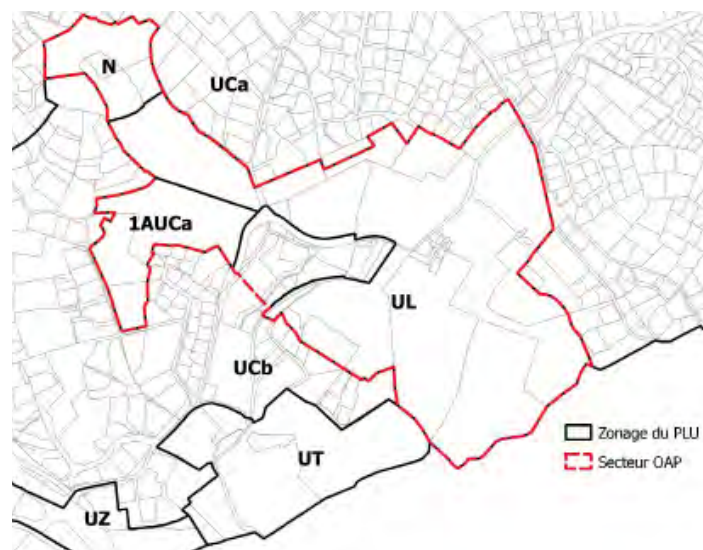 N
UCa
1AUCa
UL
UCb
Zonage du PLU
UT
Secteur OAP
UZ